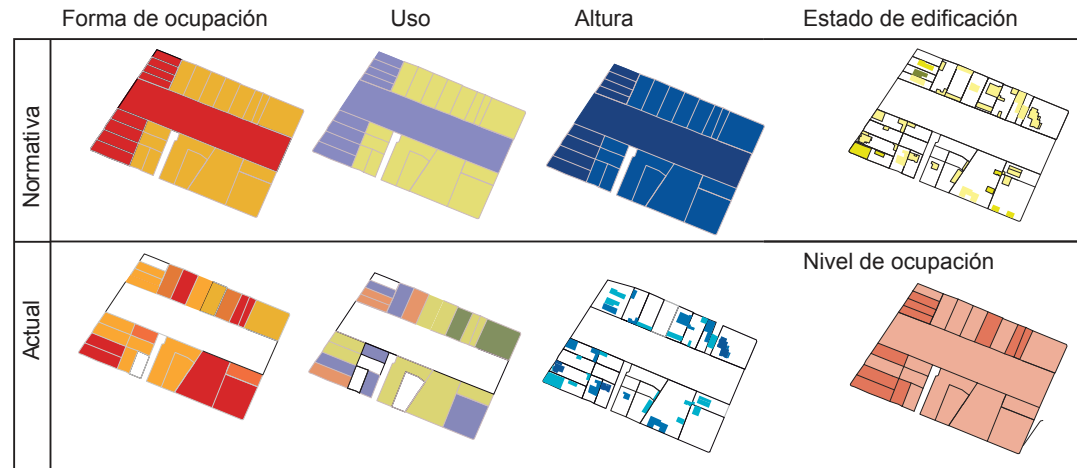 Forma de ocupación
Uso
Altura
Estado de edificación
Normativa
Actual
Nivel de ocupación